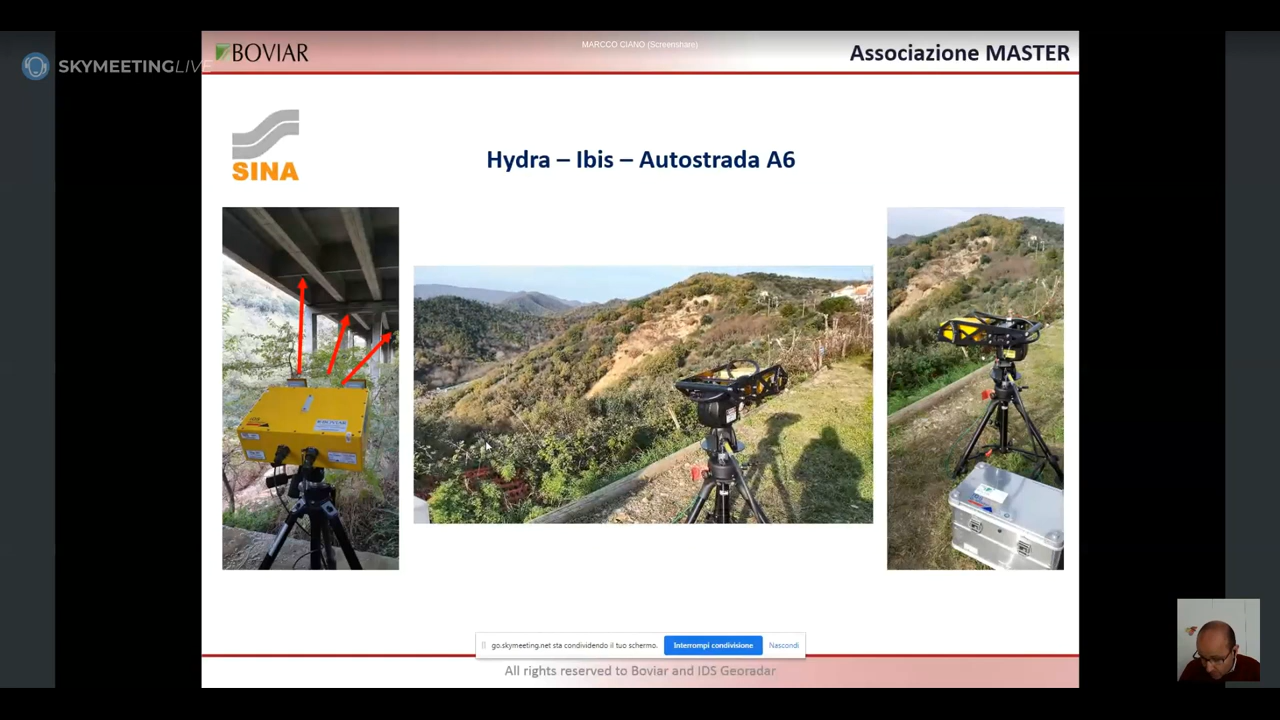 MARCCO CIANO (Screenshare)
BOVIAR
Associazione MASTER
SKYMEETINGLIVE
SINA
Hydra – Ibis – Autostrada A6
BOVIAR
go.skymeeting.net sta condividendo il tuo schermo.
Interrompi condivisione
Nascondi
All rights reserved to Boviar and IDS Georadar